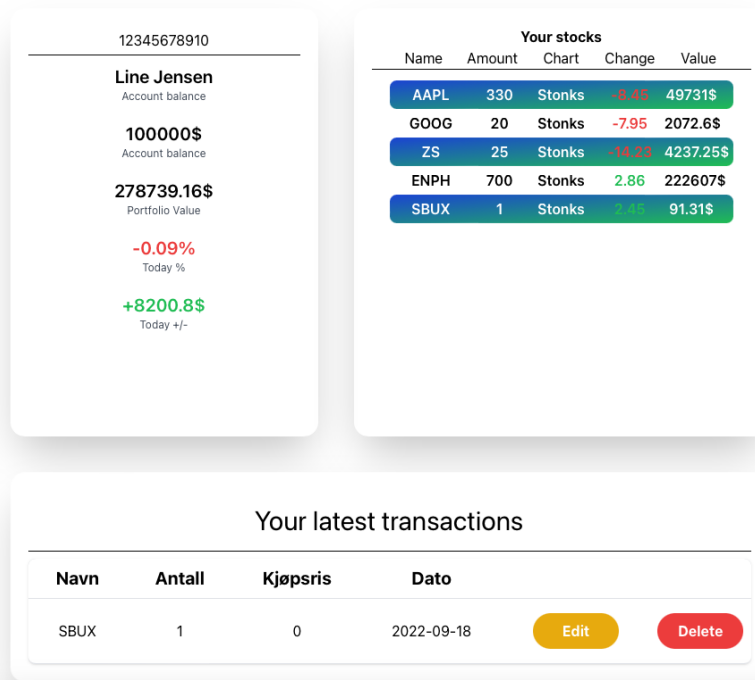 12345678910
Line Jensen
Account balance
100000$
Account balance
278739.16$
Portfolio Value
-0.09%
Today %
+8200.8$
Today +/-
Your stocks
Name Amount Chart Change Value
AAPL 330 Stonks -8.45 49731$
GOOG 20 Stonks -7.95 2072.6$
ZS 25 Stonks -14.23 4237.25$
ENPH 700 Stonks 2.86 222607$
SBUX 1 Stonks 2.45 91.31$
Your latest transactions
Navn Antall Kjøpsris Dato
SBUX 1 0 2022-09-18 Edit Delete